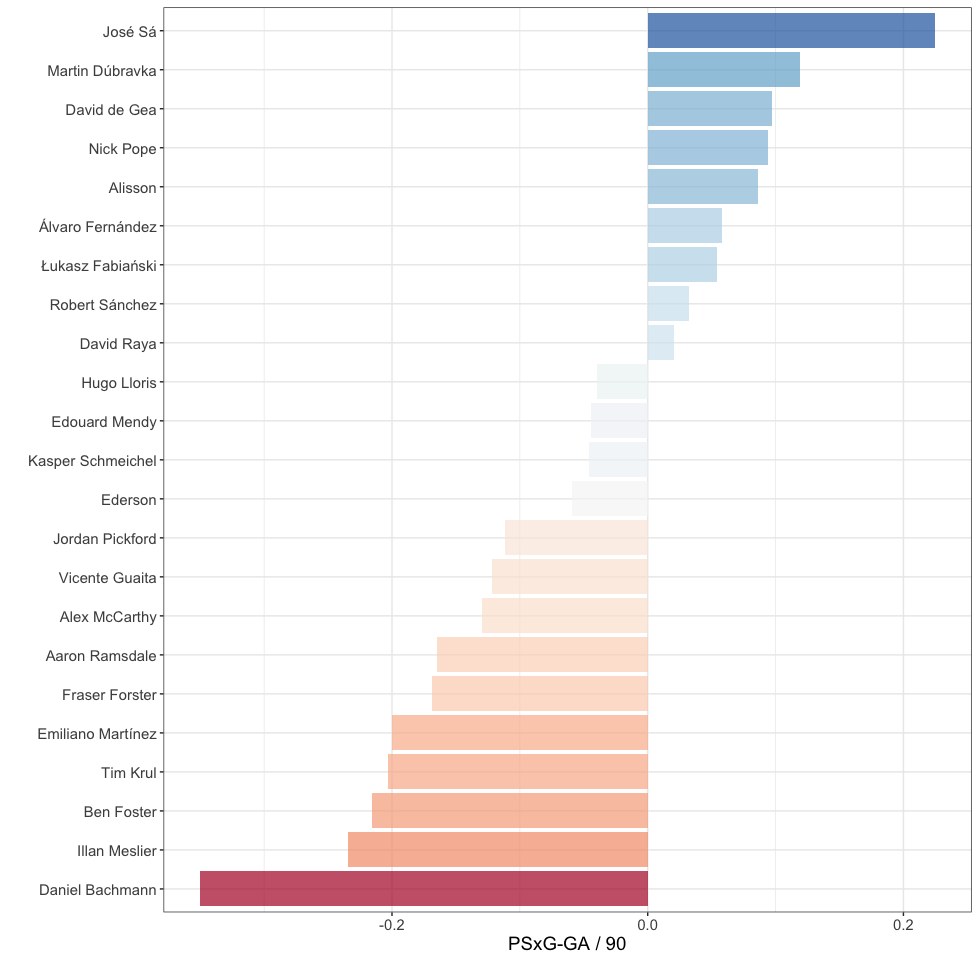 José Sá
Martin Dúbravka
David de Gea
Nick Pope
Alisson
Álvaro Fernández
Łukasz Fabiański
Robert Sánchez
David Raya
Hugo Lloris
Edouard Mendy
Kasper Schmeichel
Ederson
Jordan Pickford
Vicente Guaita
Alex McCarthy
Aaron Ramsdale
Fraser Forster
Emiliano Martínez
Tim Krul
Ben Foster
Illan Meslier
Daniel Bachmann
-0.2 0.0 0.2
PSxG-GA / 90